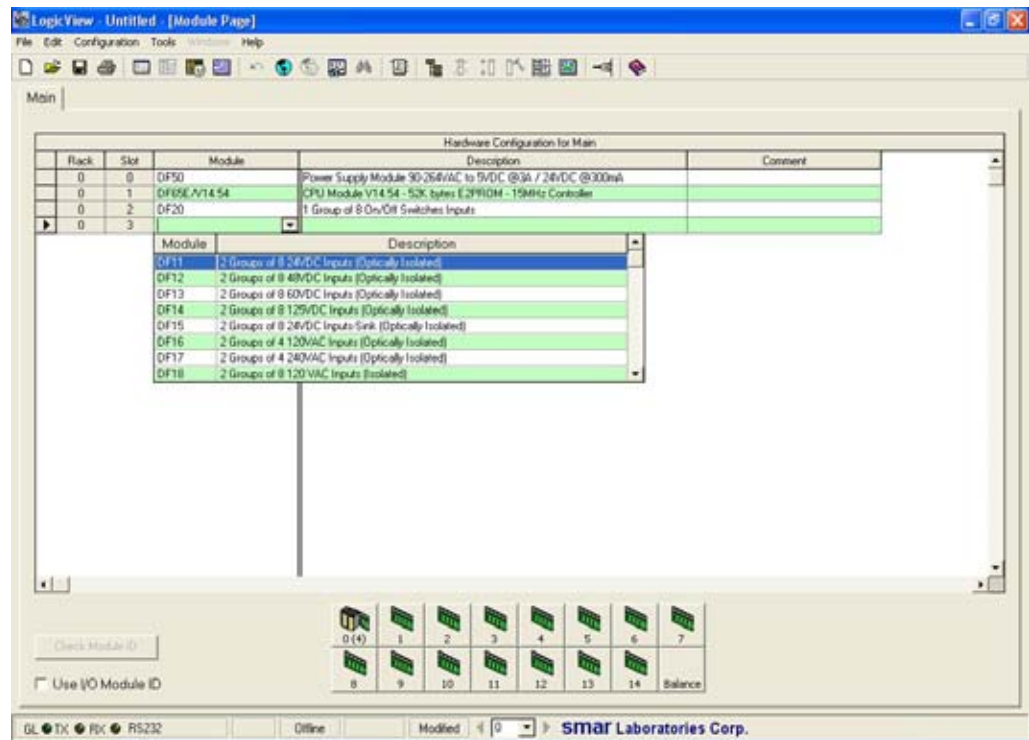 LogicView - Untitled - [Module Page]
File Edit Configuration Tools Windows Help
Main
Hardware Configuration for Main
Rack Slot Module Description Comment
0 0 DF50 Power Supply Module 90-264VAC to 5VDC @3A / 24VDC @300mA
0 1 DF65E/V14.54 CPU Module V14.54 - 52K bytes E2PROM - 15MHz Controller
0 2 DF20 1 Group of 8 On/Off Switches Inputs
0 3
Module Description
DF11 2 Groups of 8 24VDC Inputs (Optically Isolated)
DF12 2 Groups of 8 48VDC Inputs (Optically Isolated)
DF13 2 Groups of 8 60VDC Inputs (Optically Isolated)
DF14 2 Groups of 8 125VDC Inputs (Optically Isolated)
DF15 2 Groups of 8 24VDC Inputs-Sink (Optically Isolated)
DF16 2 Groups of 4 120VAC Inputs (Optically Isolated)
DF17 2 Groups of 4 240VAC Inputs (Optically Isolated)
DF18 2 Groups of 8 120 VAC Inputs (Isolated)
0 (4) 1 2 3 4 5 6 7
Check Module ID
8 9 10 11 12 13 14 Balance
Use I/O Module ID
GL TX RX RS232 Offline Modified 0 smar Laboratories Corp.